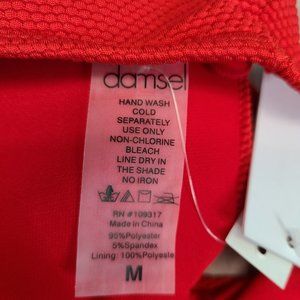 damsel
HAND WASH
COLD
SEPARATELY
USE ONLY
NON-CHLORINE
BLEACH
LINE DRY IN
THE SHADE
NO IRON
RN #109317
Made in China
95%Polyester
5%Spandex
Lining: 100%Polyeste
M